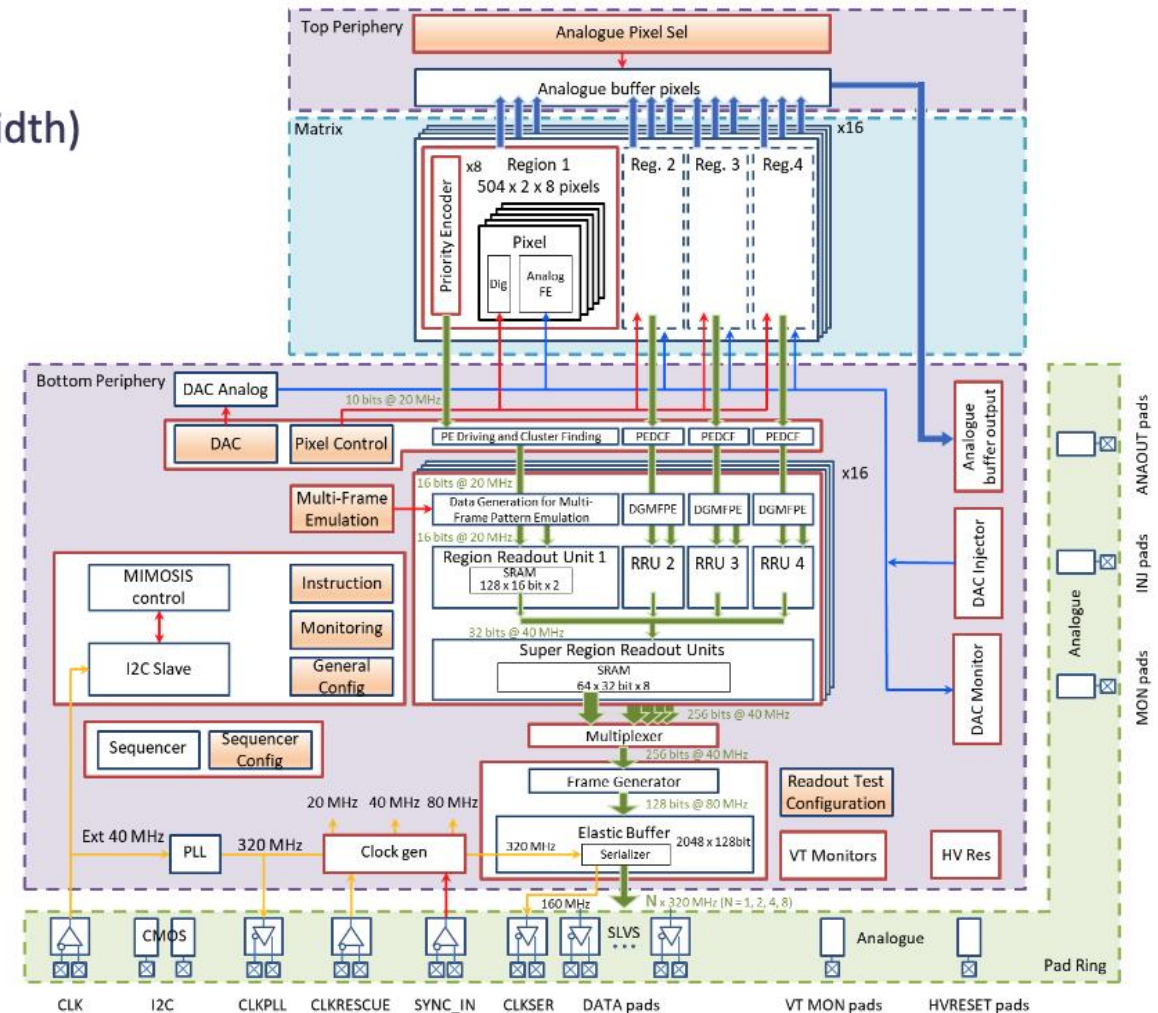 idth)
Top Periphery
Analogue Pixel Sel
Analogue buffer pixels
Matrix
x16
Priority Encoder
x8
Region 1
504 x 2 x 8 pixels
Pixel
Dig
Analog
FE
Reg. 2
Reg. 3
Reg.4
Bottom Periphery
DAC Analog
10 bits @ 20 MHz
DAC
Pixel Control
PE Driving and Cluster Finding
PEDCF
PEDCF
PEDCF
x16
16 bits @ 20 MHz
Multi-Frame
Emulation
Data Generation for Multi-
Frame Pattern Emulation
DGMFPE
DGMFPE
DGMFPE
16 bits @ 20 MHz
Region Readout Unit 1
SRAM
128 x 16 bit x 2
RRU 2
RRU 3
RRU 4
32 bits @ 40 MHz
Super Region Readout Units
SRAM
64 x 32 bit x 8
256 bits @ 40 MHz
Multiplexer
256 bits @ 40 MHz
Frame Generator
128 bits @ 80 MHz
Elastic Buffer
2048 x 128bit
Serializer
MIMOSIS
control
I2C Slave
Instruction
Monitoring
General
Config
Sequencer
Sequencer
Config
20 MHz
40 MHz
80 MHz
Ext 40 MHz
PLL
320 MHz
Clock gen
320 MHz
Readout Test
Configuration
VT Monitors
HV Res
Analogue
buffer output
DAC Injector
DAC Monitor
Analogue
ANAOUT pads
INJ pads
MON pads
160 MHz
N x 320 MHz (N = 1, 2, 4, 8)
CMOS
SLVS
...
Analogue
Pad Ring
CLK
I2C
CLKPLL
CLKRESCUE
SYNC_IN
CLKSER
DATA pads
VT MON pads
HVRESET pads